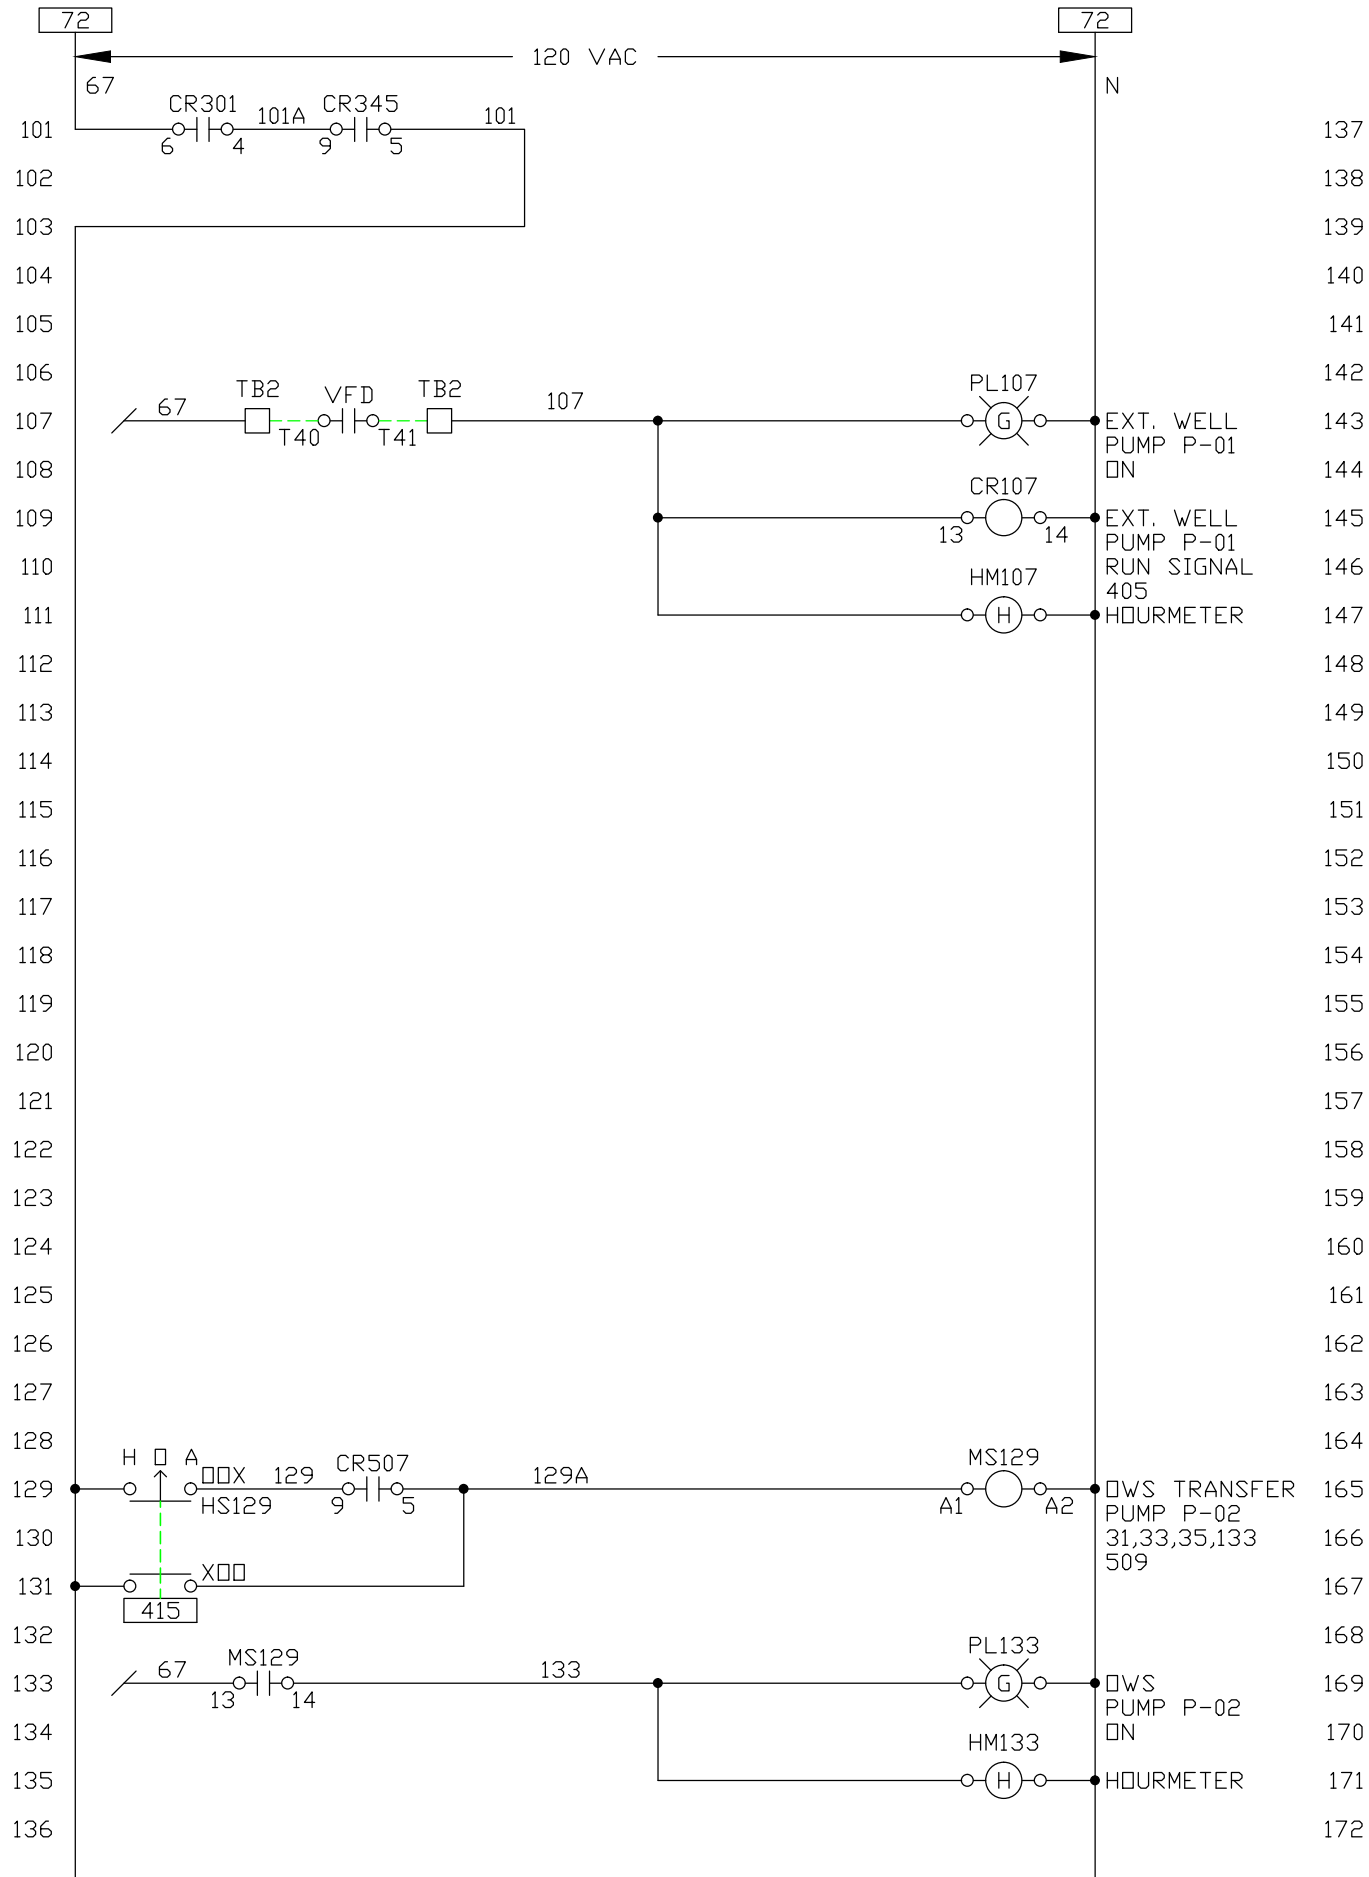 72 72
120 VAC
67 N
CR301 101A CR345 101
101 6 4 9 5 137
102 138
103 139
104 140
105 141
106 142
TB2 VFD TB2 PL107
107 67 T40 T41 107 G EXT. WELL 143
PUMP P-01
108 ON 144
CR107
109 13 14 EXT. WELL 145
PUMP P-01
110 RUN SIGNAL 146
HM107 405
111 H HOURMETER 147
112 148
113 149
114 150
115 151
116 152
117 153
118 154
119 155
120 156
121 157
122 158
123 159
124 160
125 161
126 162
127 163
128 164
H O A OOX 129 CR507 129A MS129
129 HS129 9 5 A1 A2 OWS TRANSFER 165
PUMP P-02
130 31,33,35,133 166
509
131 XOO 167
415
132 168
MS129 PL133
133 67 13 14 133 G OWS 169
PUMP P-02
134 ON 170
HM133
135 H HOURMETER 171
136 172